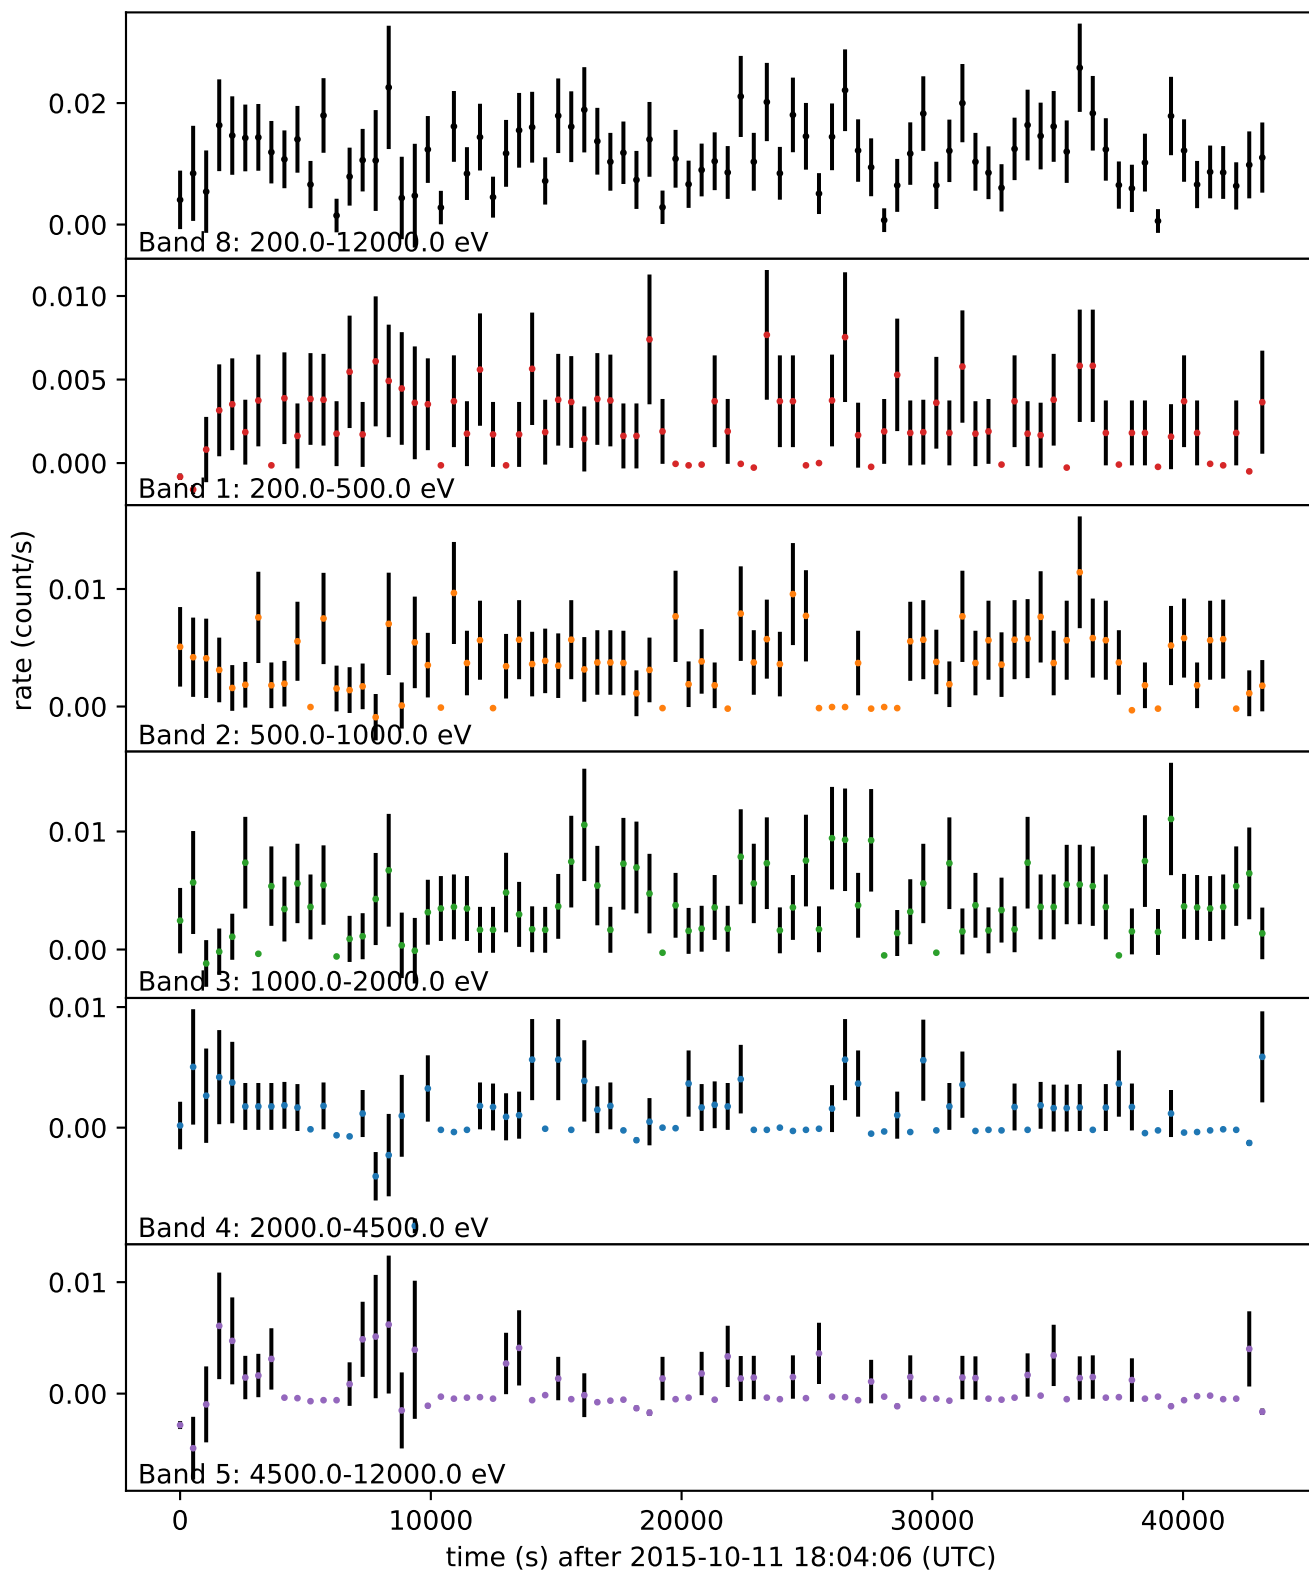 0.02
0.00
Band 8: 200.0-12000.0 eV
0.010
0.005
0.000
Band 1: 200.0-500.0 eV
rate (count/s)
0.01
0.00
Band 2: 500.0-1000.0 eV
0.01
0.00
Band 3: 1000.0-2000.0 eV
0.01
0.00
Band 4: 2000.0-4500.0 eV
0.01
0.00
Band 5: 4500.0-12000.0 eV
0 10000 20000 30000 40000
time (s) after 2015-10-11 18:04:06 (UTC)